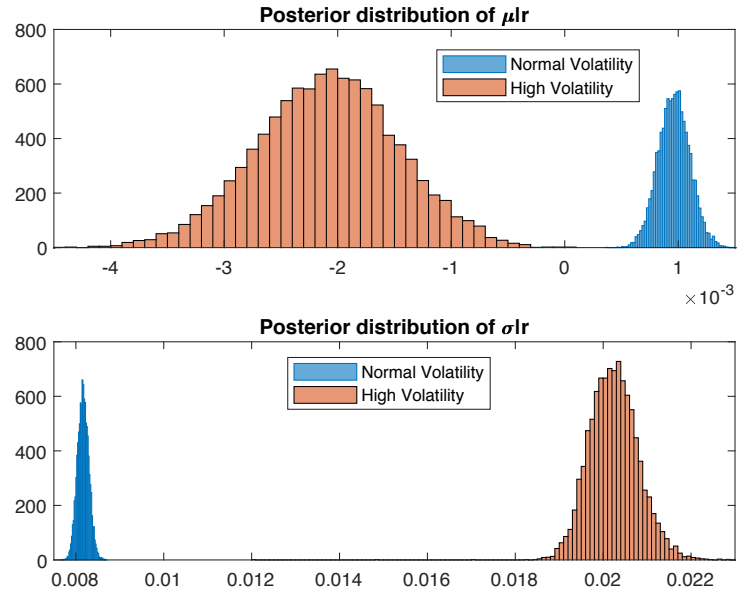 Posterior distribution of μ|r
800
600
400
200
0
Normal Volatility
High Volatility
-4 -3 -2 -1 0 1
×10⁻³
Posterior distribution of σ|r
800
600
400
200
0
Normal Volatility
High Volatility
0.008 0.01 0.012 0.014 0.016 0.018 0.02 0.022